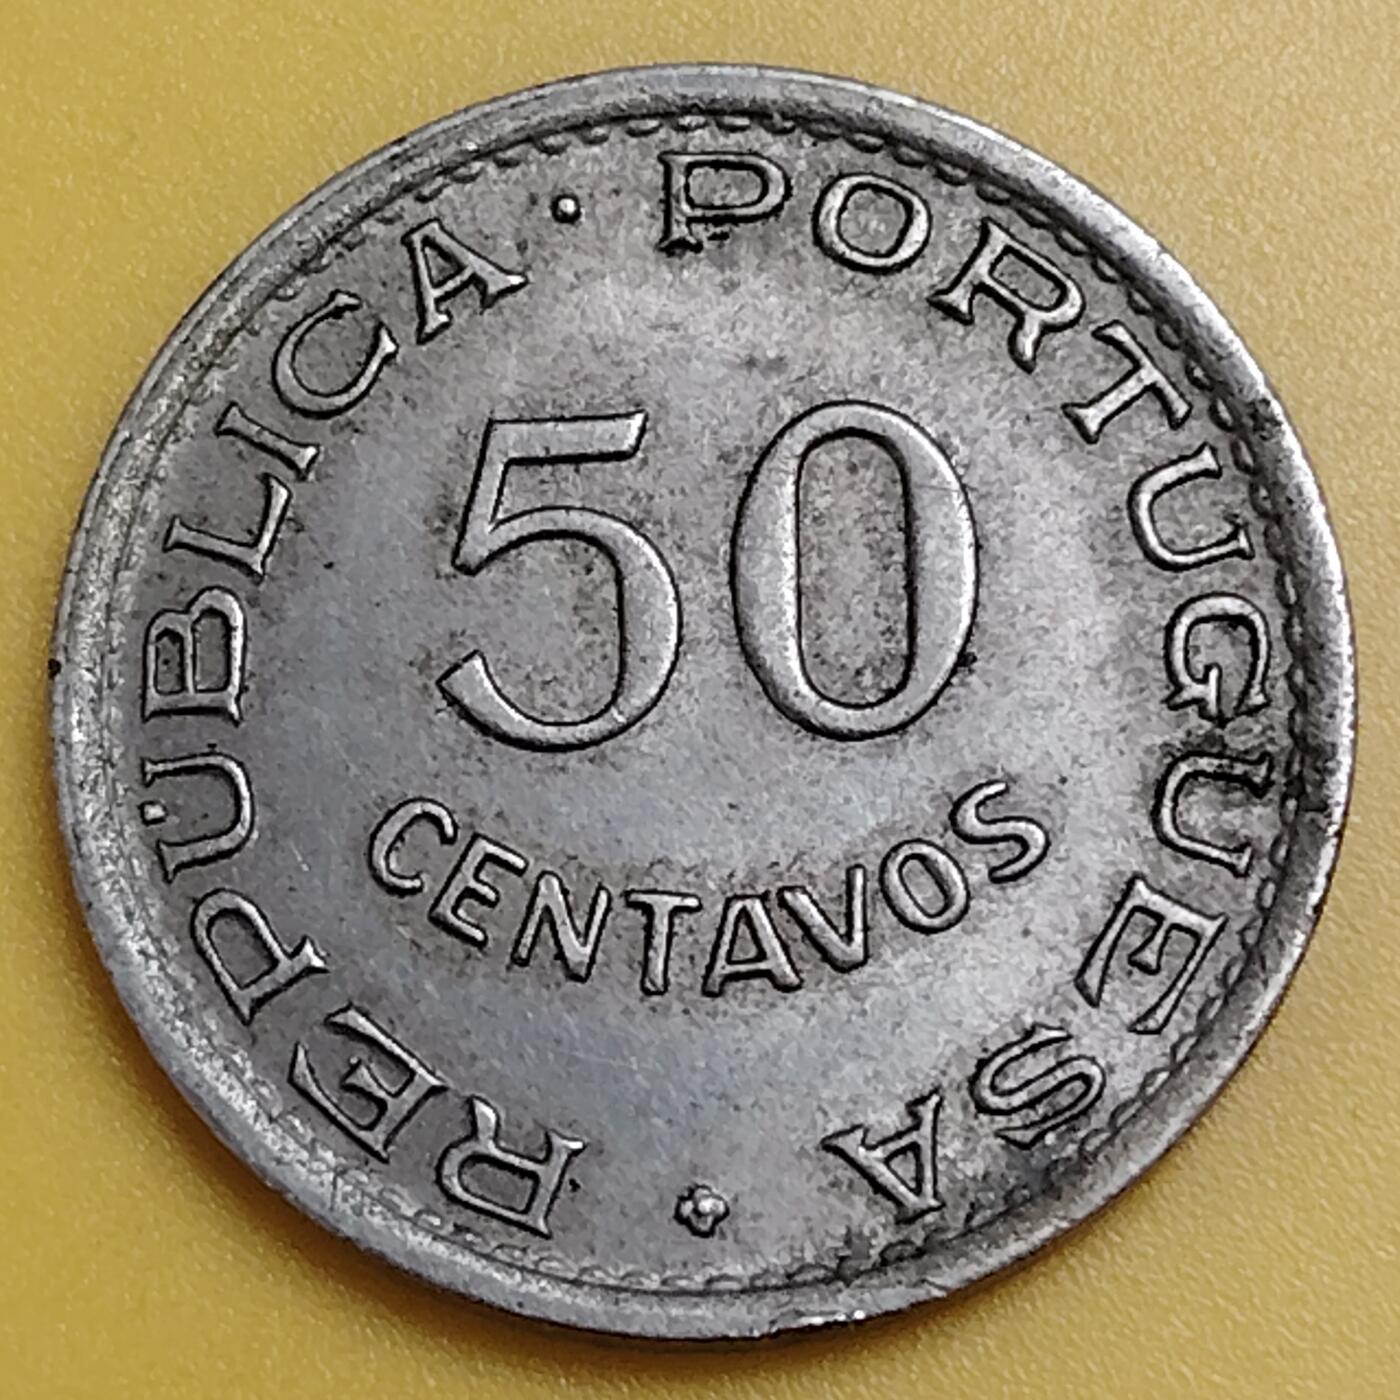 REPÚBLICA · PORTUGUESA
50
CENTAVOS